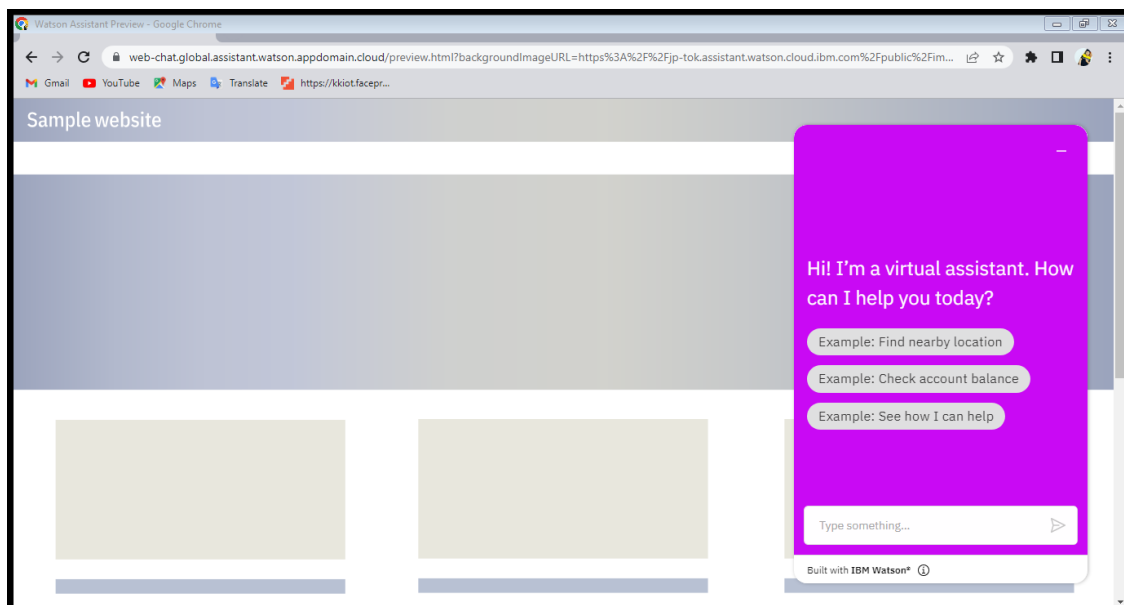 Watson Assistant Preview - Google Chrome
web-chat.global.assistant.watson.appdomain.cloud/preview.html?backgroundImageURL=https%3A%2F%2Fjp-tok.assistant.watson.cloud.ibm.com%2Fpublic%2Fim...
Gmail YouTube Maps Translate https://kkiot.facepr...
Sample website
Hi! I’m a virtual assistant. How
can I help you today?
Example: Find nearby location
Example: Check account balance
Example: See how I can help
Type something...
Built with IBM Watson®